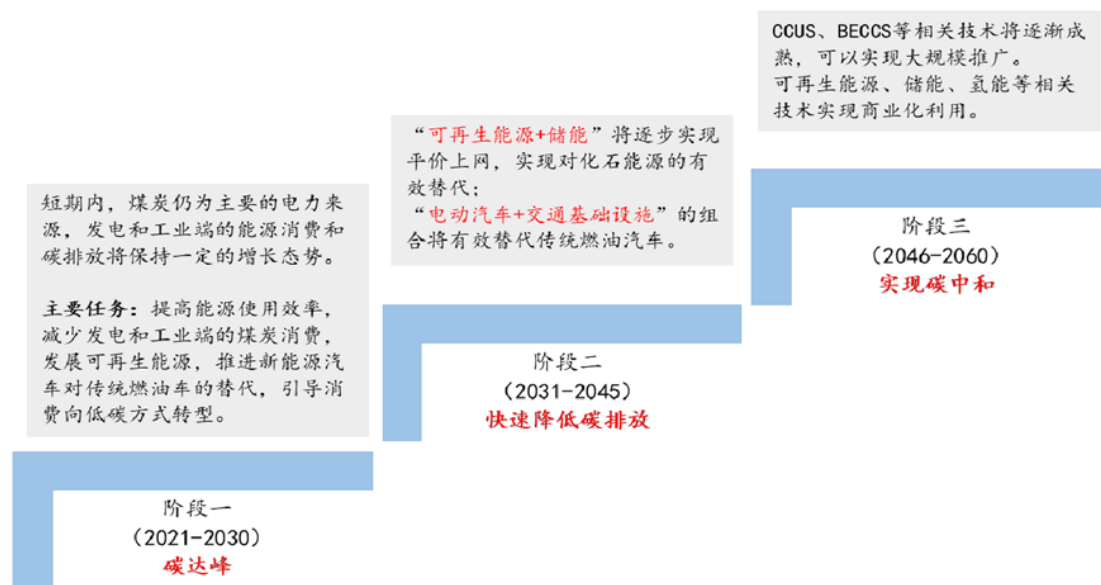 短期内，煤炭仍为主要的电力来
源，发电和工业端的能源消费和
碳排放将保持一定的增长态势。
主要任务：提高能源使用效率，
减少发电和工业端的煤炭消费，
发展可再生能源，推进新能源汽
车对传统燃油车的替代，引导消
费向低碳方式转型。
阶段一
（2021-2030）
碳达峰
“可再生能源+储能”将逐步实现
平价上网，实现对化石能源的有
效替代；
“电动汽车+交通基础设施”的组
合将有效替代传统燃油汽车。
阶段二
（2031-2045）
快速降低碳排放
CCUS、BECCS等相关技术将逐渐成
熟，可以实现大规模推广。
可再生能源、储能、氢能等相关
技术实现商业化利用。
阶段三
（2046-2060）
实现碳中和